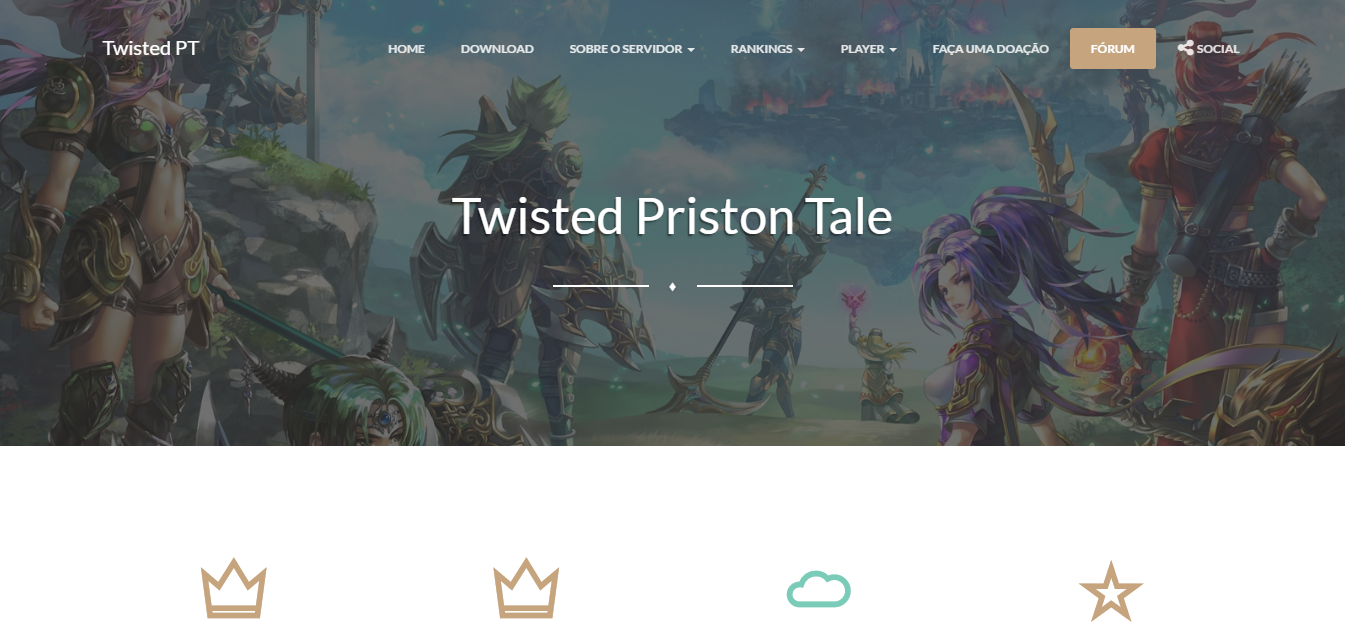 Twisted PT
HOME DOWNLOAD SOBRE O SERVIDOR RANKINGS PLAYER FAÇA UMA DOAÇÃO FÓRUM SOCIAL
Twisted Priston Tale